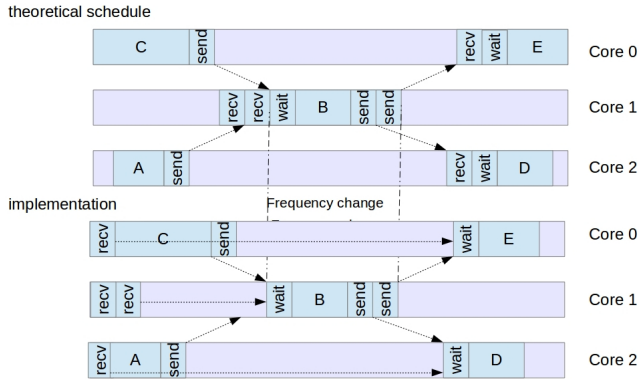 theoretical schedule
C send recv wait E Core 0
recv recv wait B send send Core 1
A send recv wait D Core 2
implementation
Frequency change
recv C send wait E Core 0
recv recv wait B send send Core 1
recv A send wait D Core 2